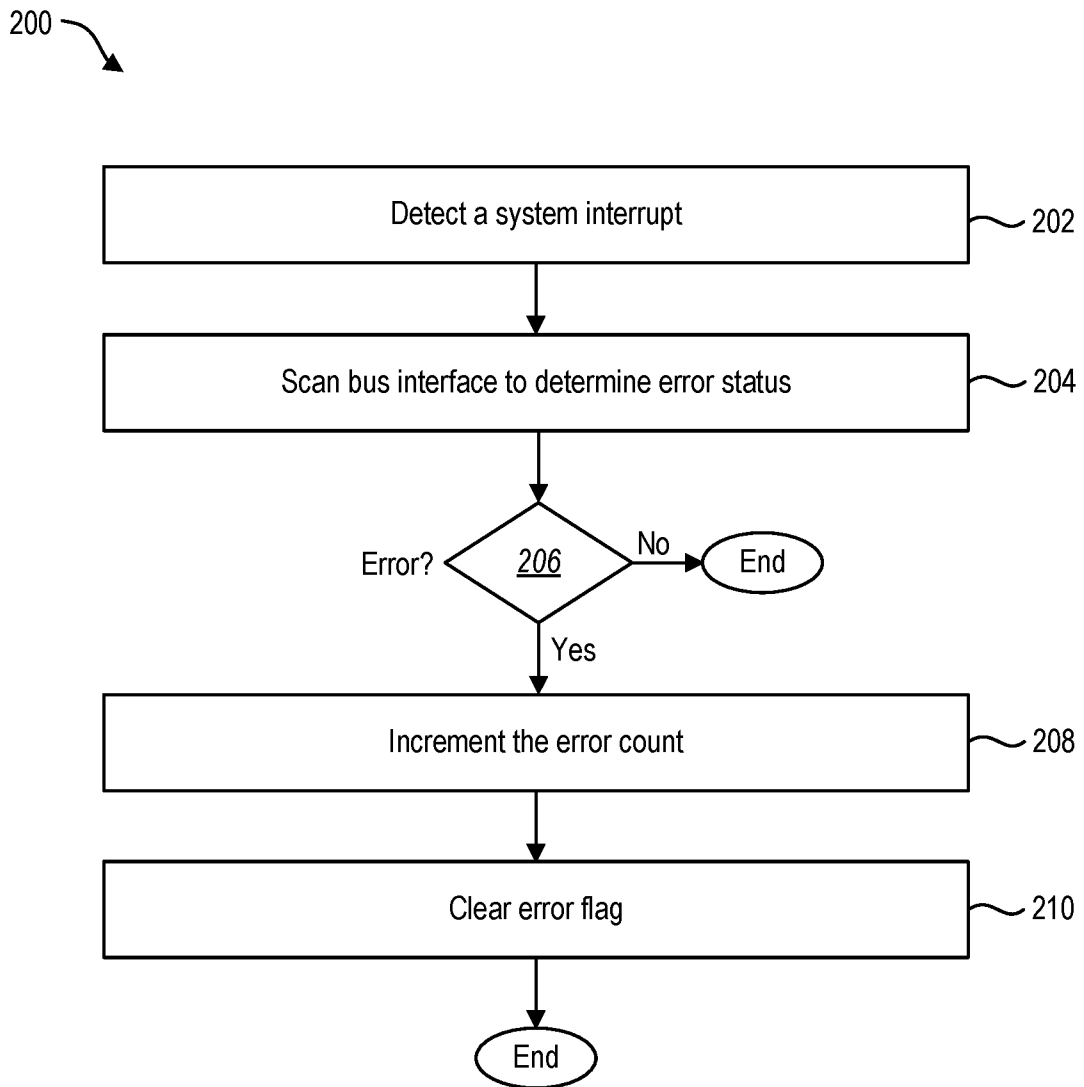 200
Detect a system interrupt
202
Scan bus interface to determine error status
204
Error?
206
No
End
Yes
Increment the error count
208
Clear error flag
210
End